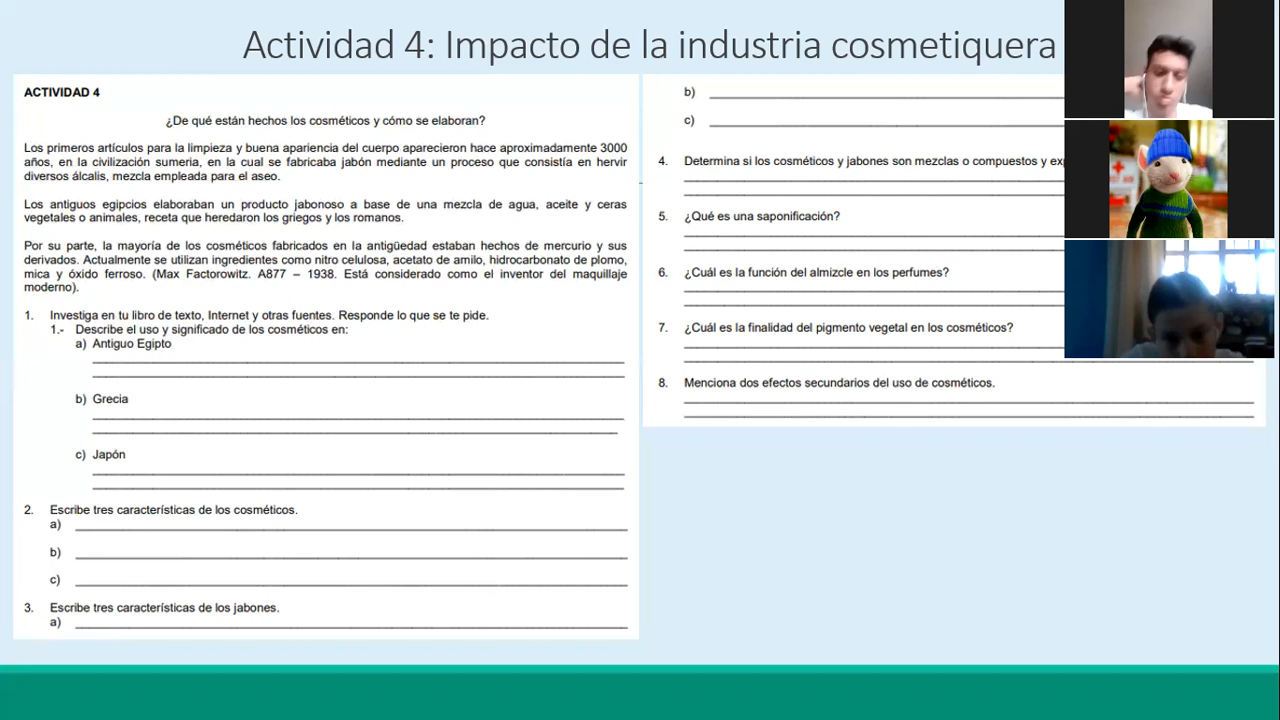 Actividad 4: Impacto de la industria cosmetiquera
ACTIVIDAD 4
¿De qué están hechos los cosméticos y cómo se elaboran?
Los primeros artículos para la limpieza y buena apariencia del cuerpo aparecieron hace aproximadamente 3000
años, en la civilización sumeria, en la cual se fabricaba jabón mediante un proceso que consistía en hervir
diversos álcalis, mezcla empleada para el aseo.
Los antiguos egipcios elaboraban un producto jabonoso a base de una mezcla de agua, aceite y ceras
vegetales o animales, receta que heredaron los griegos y los romanos.
Por su parte, la mayoría de los cosméticos fabricados en la antigüedad estaban hechos de mercurio y sus
derivados. Actualmente se utilizan ingredientes como nitro celulosa, acetato de amilo, hidrocarbonato de plomo,
mica y óxido ferroso. (Max Factorowitz. A877 – 1938. Está considerado como el inventor del maquillaje
moderno).
1. Investiga en tu libro de texto, Internet y otras fuentes. Responde lo que se te pide.
1.- Describe el uso y significado de los cosméticos en:
a) Antiguo Egipto
b) Grecia
c) Japón
2. Escribe tres características de los cosméticos.
a)
b)
c)
3. Escribe tres características de los jabones.
a)
b)
c)
4. Determina si los cosméticos y jabones son mezclas o compuestos y
5. ¿Qué es una saponificación?
6. ¿Cuál es la función del almizcle en los perfumes?
7. ¿Cuál es la finalidad del pigmento vegetal en los cosméticos?
8. Menciona dos efectos secundarios del uso de cosméticos.